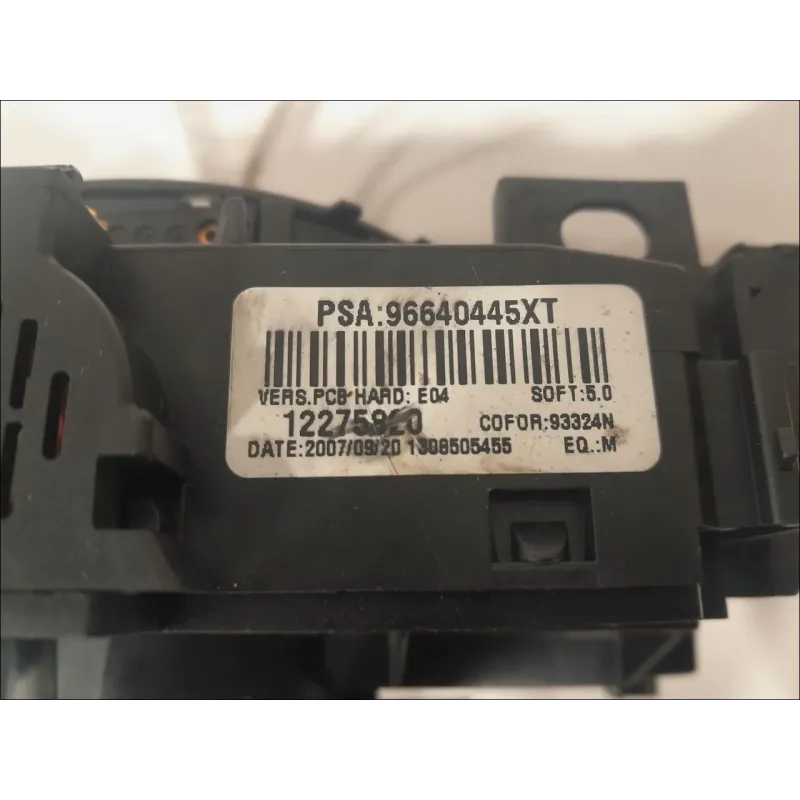 PSA:96640445XT
VERS.PCB HARD: E04 SOFT:5.0
12275920 COFOR:93324N
DATE:2007/09/20 1308505455 EQ.:M